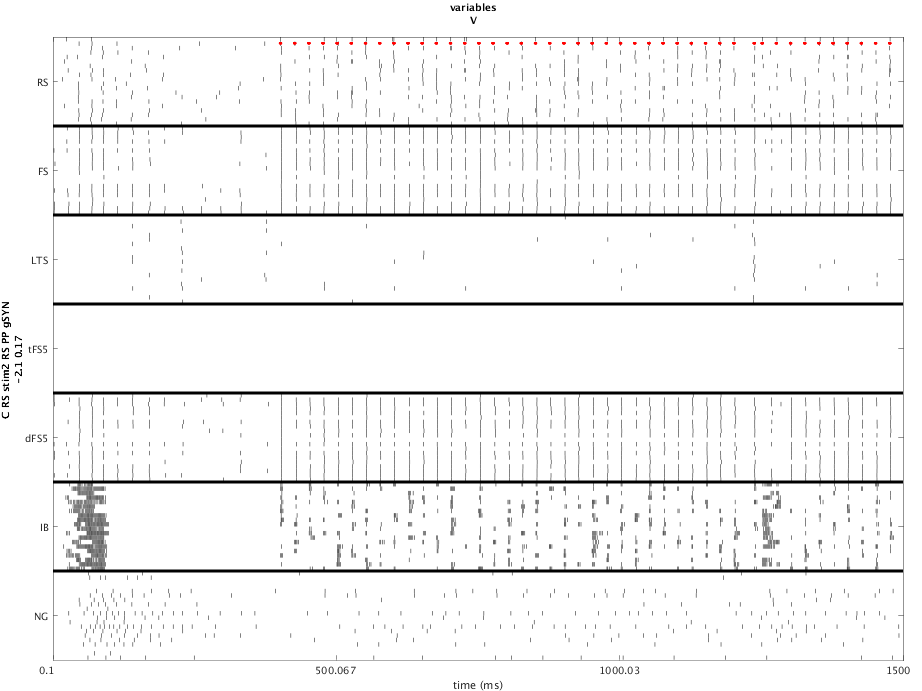 variables
V
C RS stim2 RS PP gSYN
-2.1 0.17
RS
FS
LTS
tFS5
dFS5
IB
NG
0.1 500.067 1000.03 1500
time (ms)